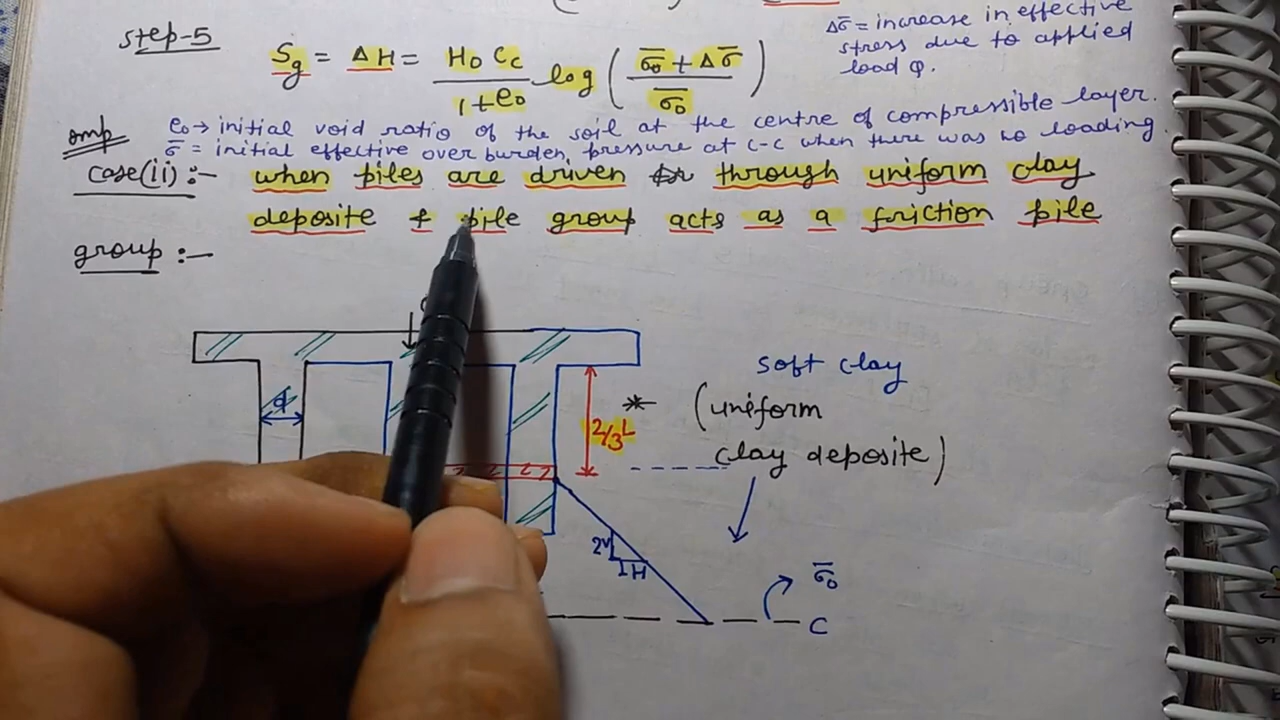 step-5
Δσ̅ = increase in effective
stress due to applied
load φ.
Sg = ΔH = H₀ Cc / 1+e₀ log ( σ̅₀ + Δσ̅ / σ̅₀ )
omp
e₀ → initial void ratio of the soil at the centre of compressible layer.
σ̅ = initial effective over burden, pressure at C-C when there was no loading.
case(ii) :- when piles are driven through uniform clay
deposite & pile group acts as a friction pile
group :-
soft clay
(uniform
clay deposite)
d
* 
2/3 L
2V
1H
σ̅₀
C